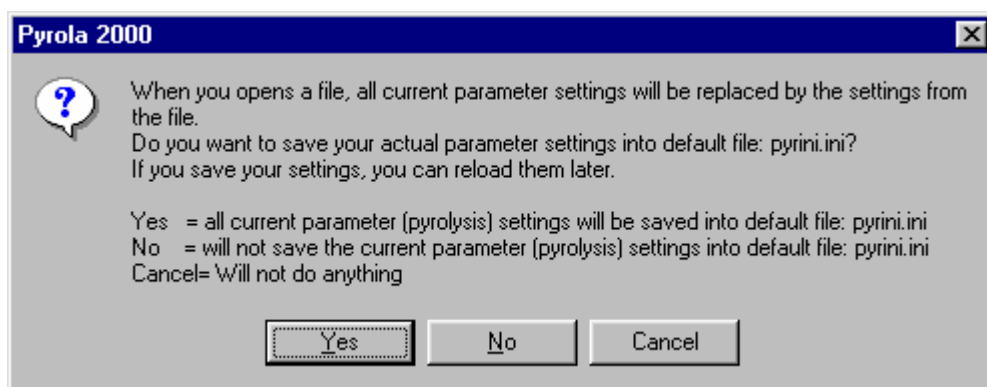 Pyrola 2000
?
When you opens a file, all current parameter settings will be replaced by the settings from
the file.
Do you want to save your actual parameter settings into default file: pyrini.ini?
If you save your settings, you can reload them later.
Yes = all current parameter (pyrolysis) settings will be saved into default file: pyrini.ini
No = will not save the current parameter (pyrolysis) settings into default file: pyrini.ini
Cancel= Will not do anything
Yes No Cancel